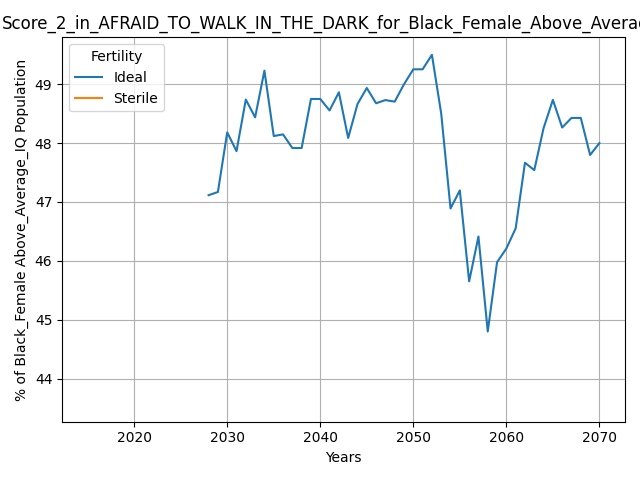 Score_2_in_AFRAID_TO_WALK_IN_THE_DARK_for_Black_Female_Above_Avera
Fertility
Ideal
Sterile
% of Black_Female Above_Average_IQ Population
49
48
47
46
45
44
2020 2030 2040 2050 2060 2070
Years